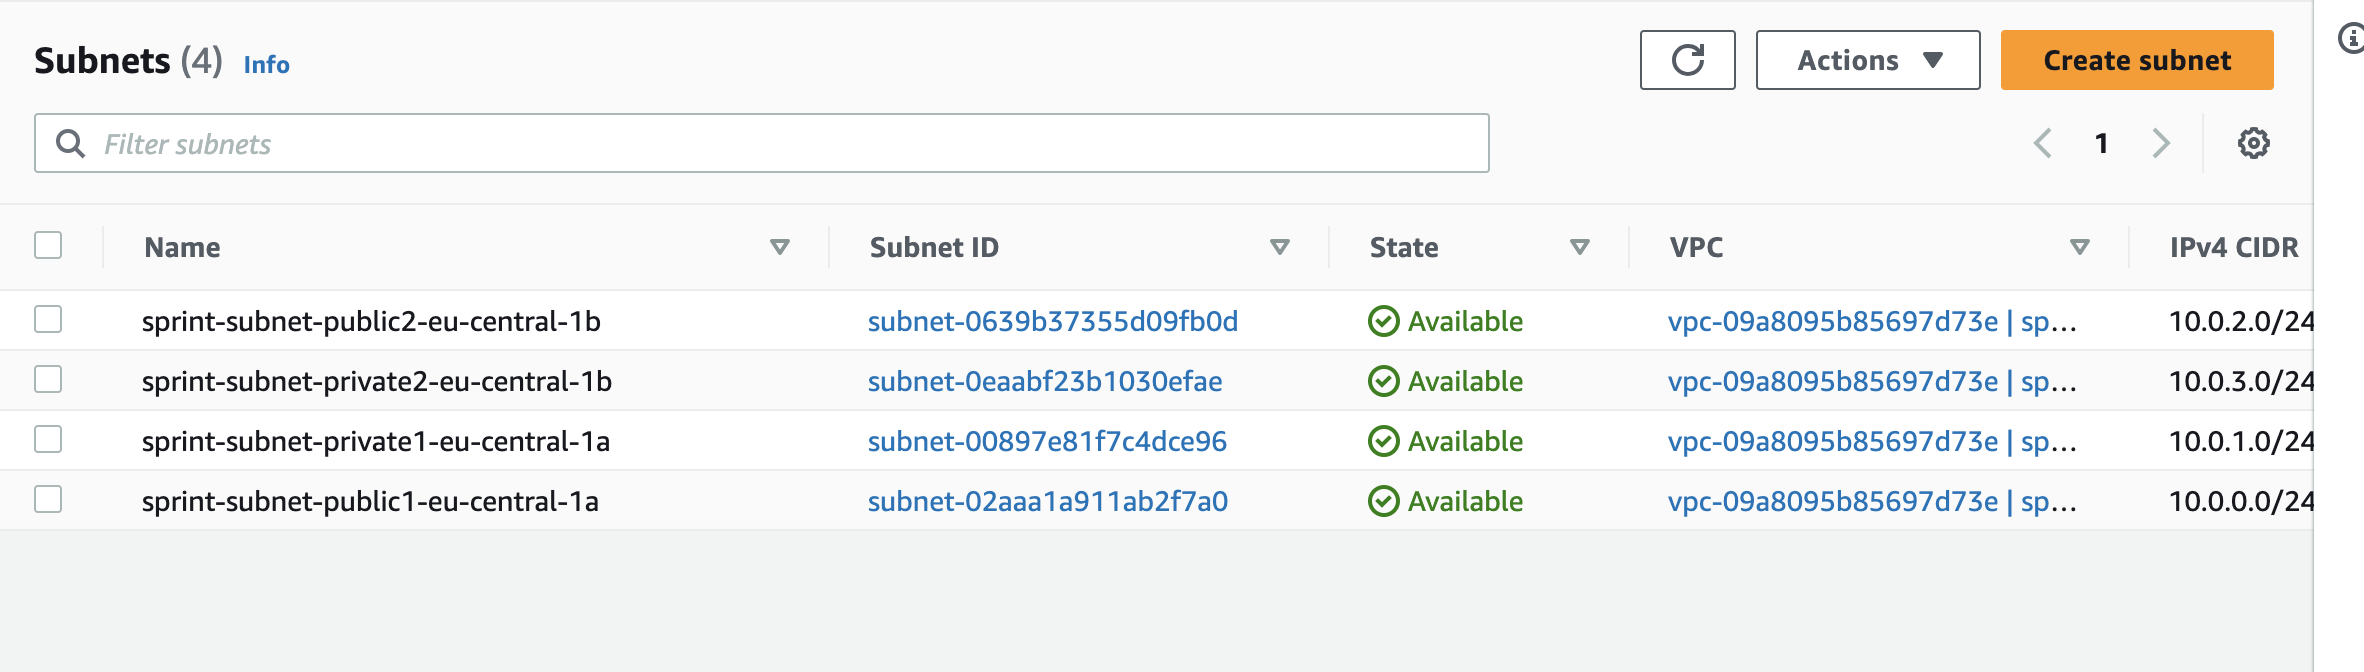 Subnets (4) Info
Actions
Create subnet
Filter subnets
1
Name Subnet ID State VPC IPv4 CIDR
sprint-subnet-public2-eu-central-1b subnet-0639b37355d09fb0d Available vpc-09a8095b85697d73e | sp... 10.0.2.0/24
sprint-subnet-private2-eu-central-1b subnet-0eaabf23b1030efae Available vpc-09a8095b85697d73e | sp... 10.0.3.0/24
sprint-subnet-private1-eu-central-1a subnet-00897e81f7c4dce96 Available vpc-09a8095b85697d73e | sp... 10.0.1.0/24
sprint-subnet-public1-eu-central-1a subnet-02aaa1a911ab2f7a0 Available vpc-09a8095b85697d73e | sp... 10.0.0.0/24